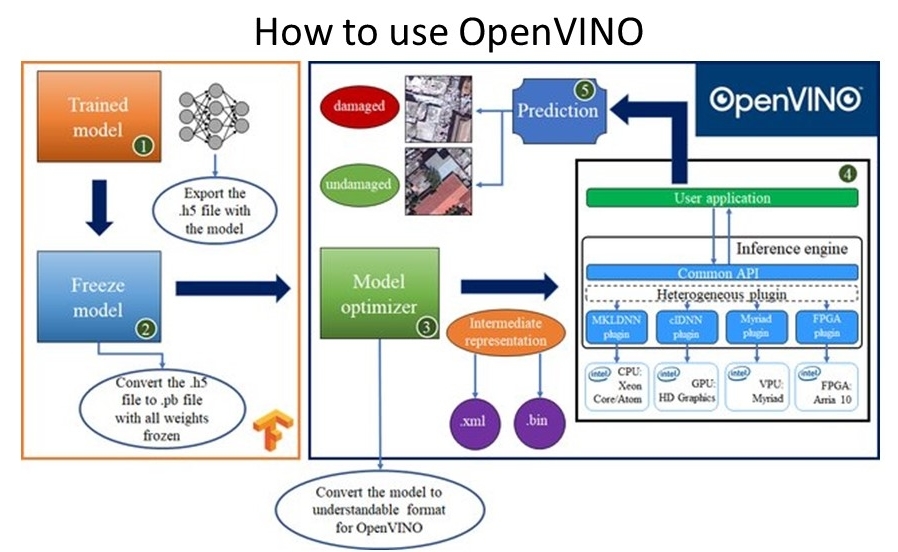 How to use OpenVINO
Trained
model
1
Export the
.h5 file with
the model
Freeze
model
2
Convert the .h5
file to .pb file
with all weights
frozen
damaged
undamaged
Prediction
5
OpenVINO
Model
optimizer
3
Convert the model to
understandable format
for OpenVINO
Intermediate
representation
.xml
.bin
4
User application
Inference engine
Common API
Heterogeneous plugin
MKLDNN
plugin
clDNN
plugin
Myriad
plugin
FPGA
plugin
intel
CPU:
Xeon
Core/Atom
intel
GPU:
HD Graphics
intel
VPU:
Myriad
intel
FPGA:
Arria 10